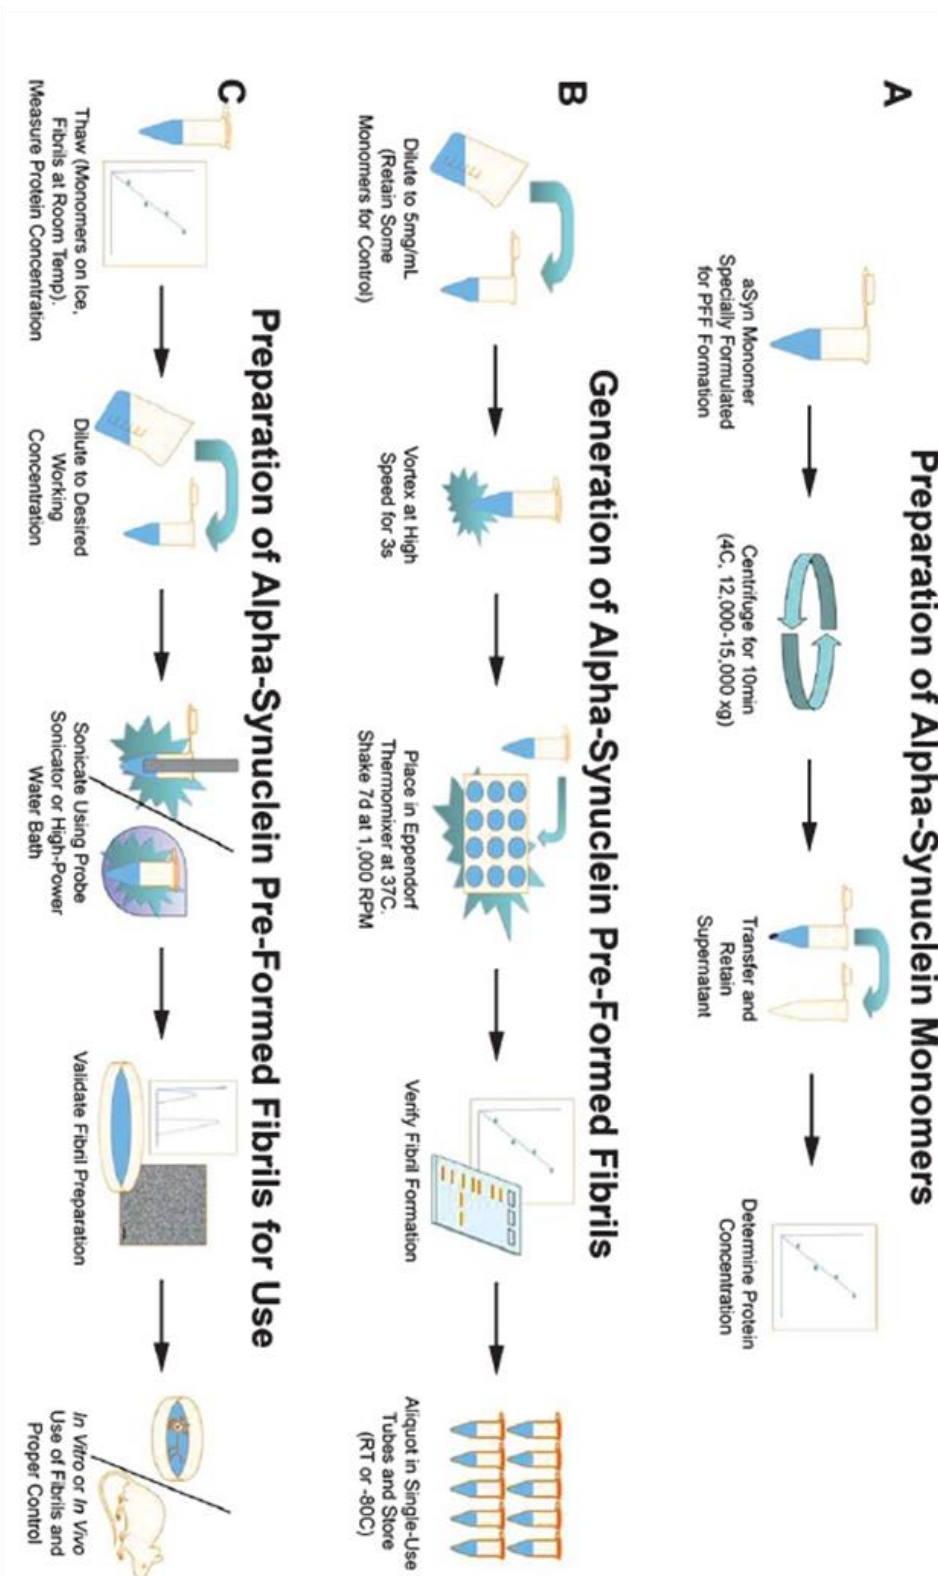 A
Preparation of Alpha-Synuclein Monomers
aSyn Monomer
Specially Formulated
for PFF Formation
Centrifuge for 10min
(4C, 12,000-15,000 xg)
Transfer and
Retain
Supernatant
Determine Protein
Concentration
B
Generation of Alpha-Synuclein Pre-Formed Fibrils
Dilute to 5mg/mL
(Retain Some
Monomers for Control)
Vortex at High
Speed for 3s
Place in Eppendorf
Thermomixer at 37C.
Shake 7d at 1,000 RPM
Verify Fibril Formation
Aliquot in Single-Use
Tubes and Store
(RT or -80C)
C
Preparation of Alpha-Synuclein Pre-Formed Fibrils for Use
Thaw (Monomers on Ice,
Fibrils at Room Temp).
Measure Protein Concentration
Dilute to Desired
Working
Concentration
Sonicate Using Probe
Sonicator or High-Power
Water Bath
Validate Fibril Preparation
In Vitro or In Vivo
Use of Fibrils and
Proper Control